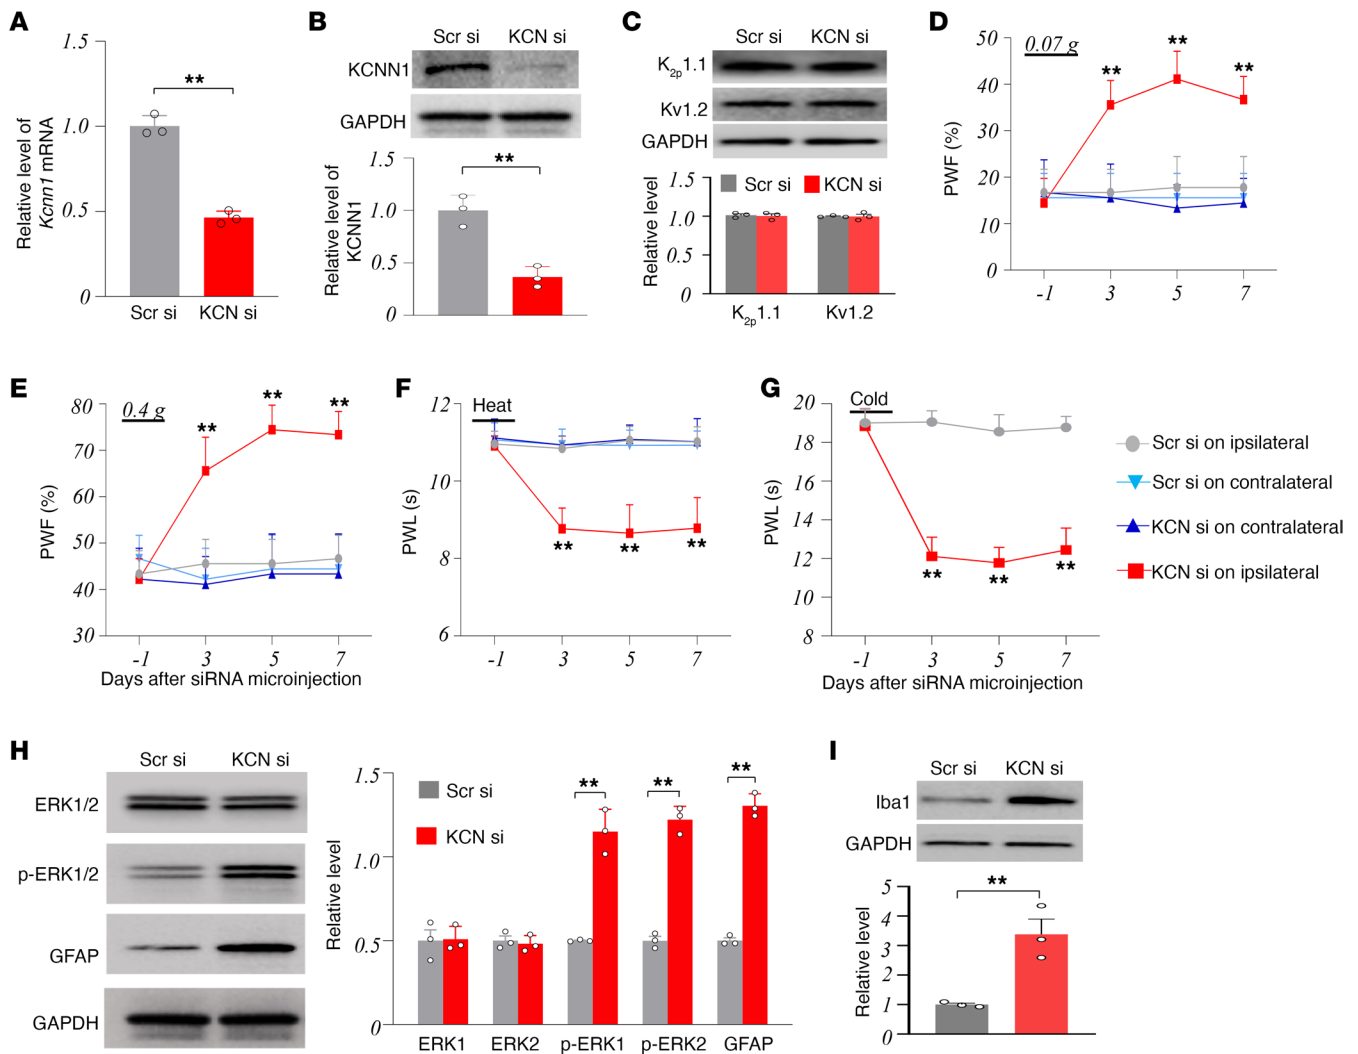 A
1.5
1.0
0.5
0
Relative level of
Kcnn1 mRNA
**
Scr si
KCN si
B
Scr si
KCN si
KCNN1
GAPDH
1.5
1.0
0.5
0
Relative level of
KCNN1
**
Scr si
KCN si
C
Scr si
KCN si
K2p1.1
Kv1.2
GAPDH
1.5
1.0
0.5
0
Relative level
Scr si
KCN si
K2p1.1
Kv1.2
D
0.07 g
50
40
30
20
10
0
PWF (%)
**
**
**
-1
3
5
7
E
0.4 g
80
70
60
50
40
30
PWF (%)
**
**
**
-1
3
5
7
Days after siRNA microinjection
F
Heat
12
10
8
6
PWL (s)
**
**
**
-1
3
5
7
G
Cold
20
18
16
14
12
10
8
PWL (s)
**
**
**
-1
3
5
7
Days after siRNA microinjection
Scr si on ipsilateral
Scr si on contralateral
KCN si on contralateral
KCN si on ipsilateral
H
Scr si
KCN si
ERK1/2
p-ERK1/2
GFAP
GAPDH
1.5
1.0
0.5
0
Relative level
Scr si
KCN si
**
**
**
ERK1
ERK2
p-ERK1
p-ERK2
GFAP
I
Scr si
KCN si
Iba1
GAPDH
5
4
3
2
1
0
Relative level
**